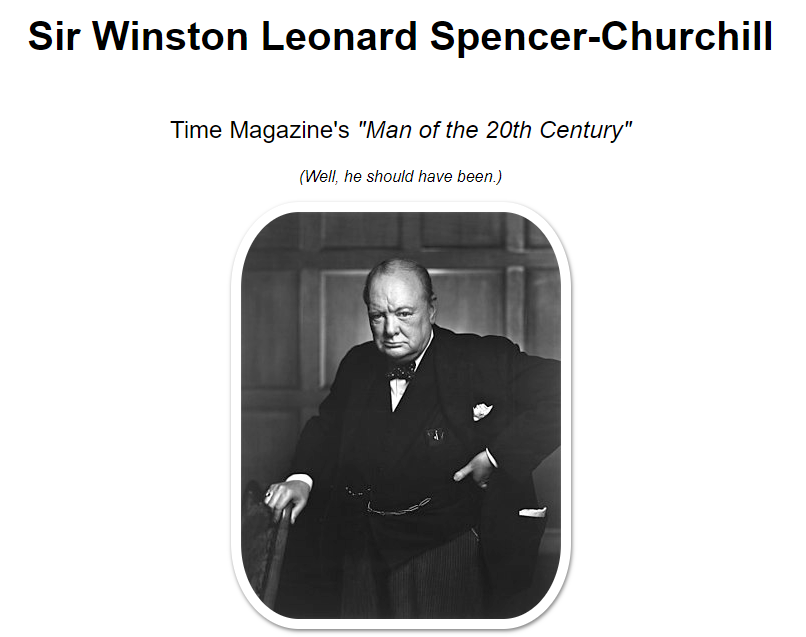 Sir Winston Leonard Spencer-Churchill
Time Magazine's "Man of the 20th Century"
(Well, he should have been.)